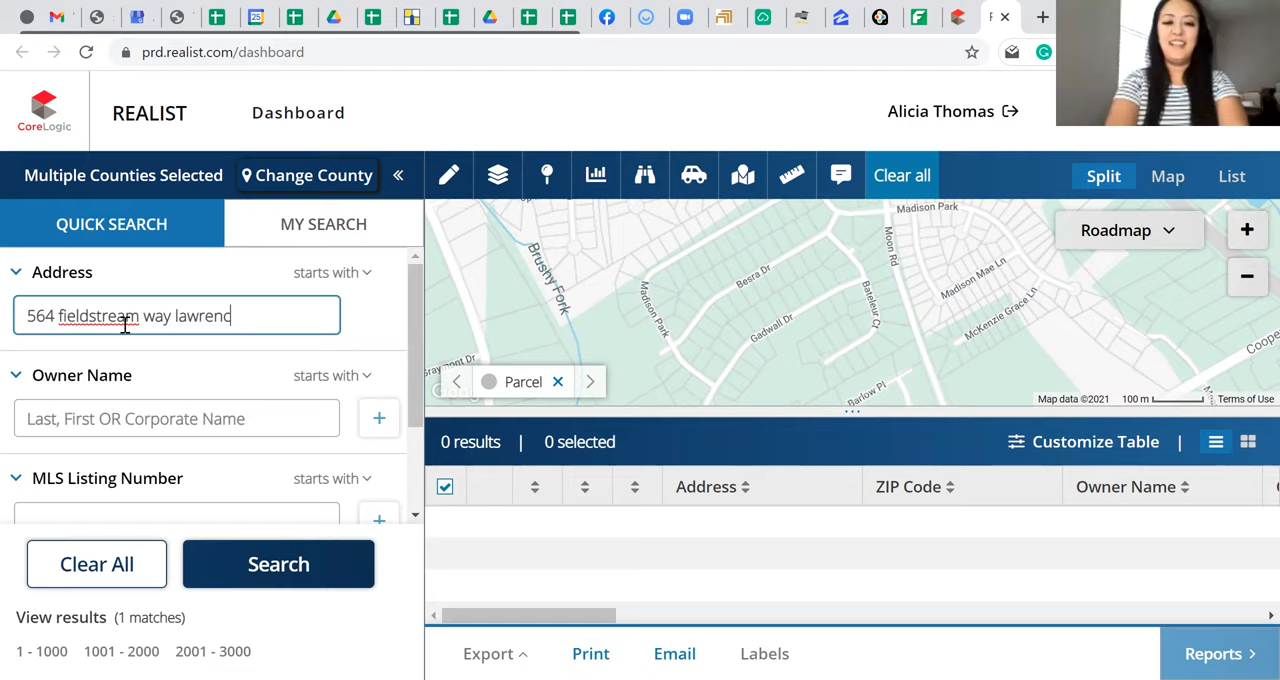 prd.realist.com/dashboard
CoreLogic
REALIST
Dashboard
Alicia Thomas
Multiple Counties Selected
Change County
«
Clear all
Split
Map
List
QUICK SEARCH
MY SEARCH
Address
starts with
564 fieldstream way lawrenc
Owner Name
starts with
Last, First OR Corporate Name
+
MLS Listing Number
starts with
+
Clear All
Search
View results (1 matches)
1 - 1000
1001 - 2000
2001 - 3000
Madison Park
Roadmap
+
−
Brushy Fork
Madison Park
Besra Dr
Bateleur Ct
Moon Rd
Madison Mae Ln
McKenzie Grace Ln
Barlow Pl
Parcel
Map data ©2021
100 m
Terms of Use
0 results | 0 selected
Customize Table |
Address
ZIP Code
Owner Name
Export
Print
Email
Labels
Reports >